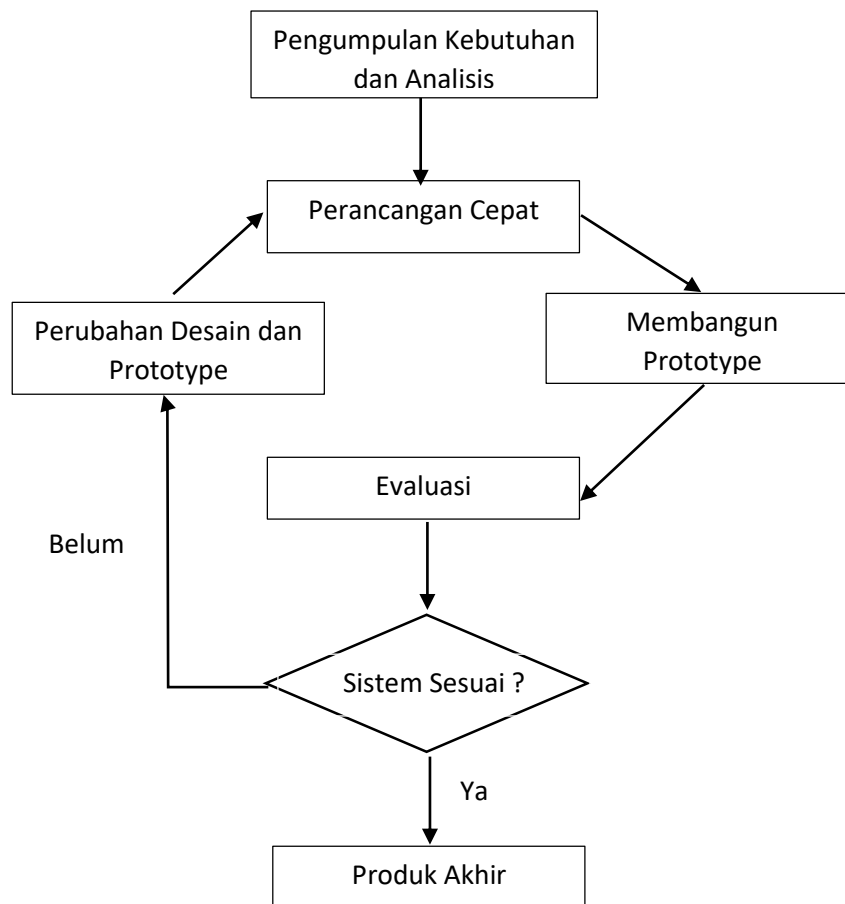 Pengumpulan Kebutuhan
dan Analisis
Perancangan Cepat
Perubahan Desain dan
Prototype
Membangun
Prototype
Evaluasi
Belum
Sistem Sesuai ?
Ya
Produk Akhir